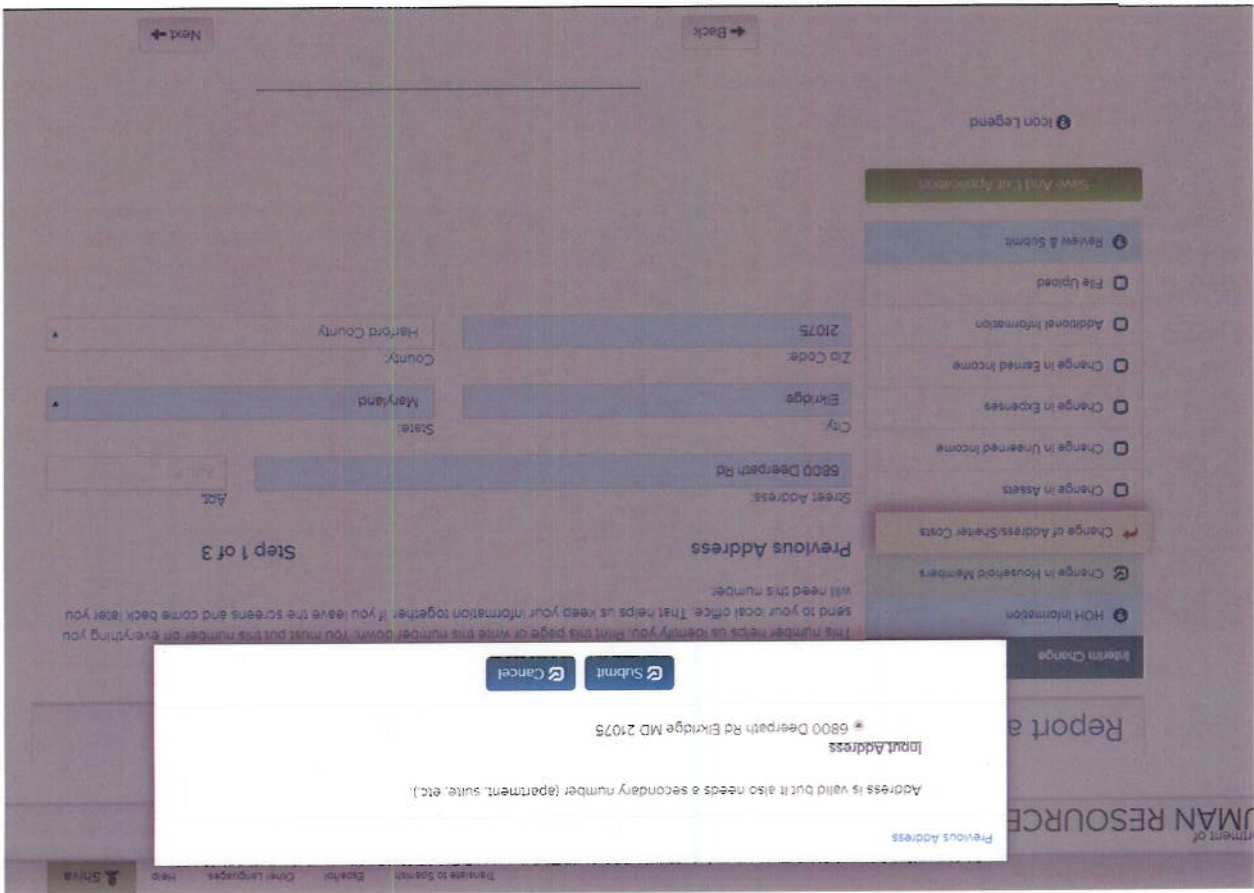 Translate to Spanish Español Other Languages Help Shiva
UMAN RESOURCE
Previous Address
Address is valid but it also needs a secondary number (apartment, suite, etc.).
Input Address
6800 Deerpath Rd Elkridge MD 21075
Submit Cancel
Report a
Interim Change
HOH Information
Change in Household Members
Change of Address/Shelter Costs
Change in Assets
Change in Unearned Income
Change in Expenses
Change in Earned Income
Additional Information
File Upload
Review & Submit
Icon Legend
This number helps us identify you. Print this page or write this number down. You must put this number on everything you
send to your local office. That helps us keep your information together. If you leave the screens and come back later you
will need this number.
Previous Address Step 1 of 3
Street Address: Apt.
6800 Deerpath Rd
City: State:
Elkridge Maryland
Zip Code: County:
21075 Harford County
Back Next